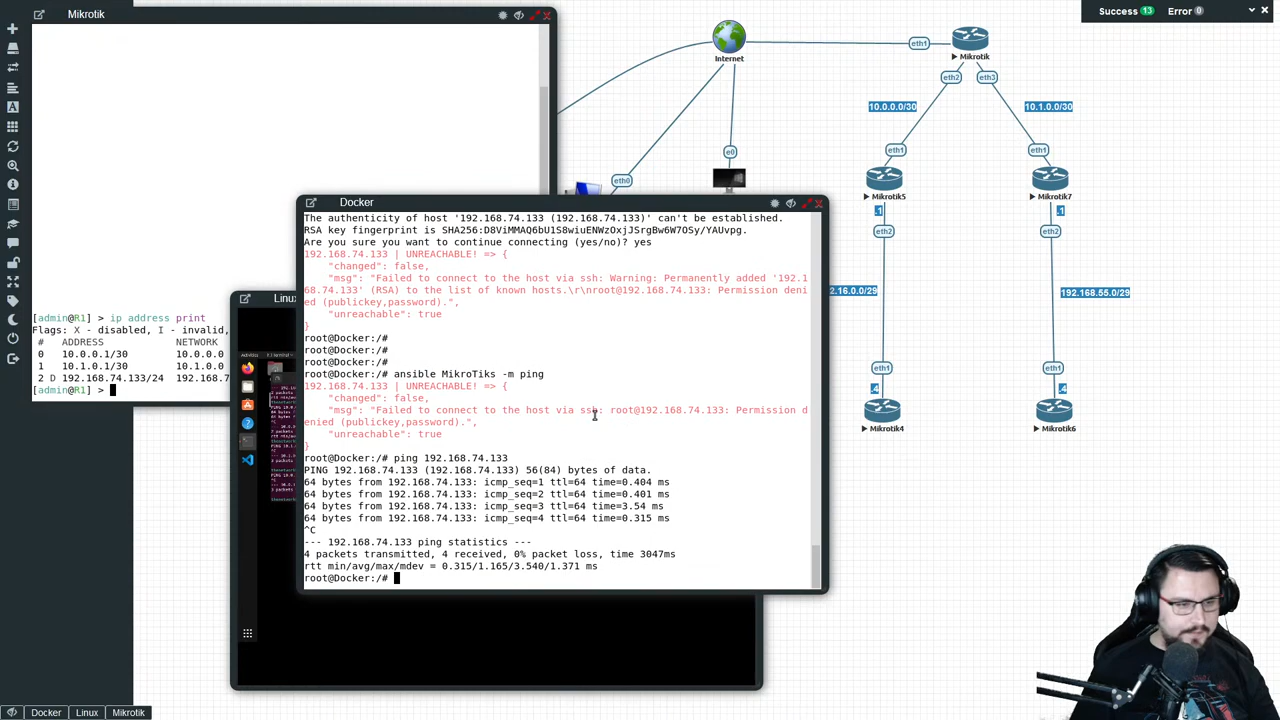 Mikrotik
[admin@R1] > ip address print
Flags: X - disabled, I - invalid,
# ADDRESS NETWORK
0 10.0.0.1/30 10.0.0.0
1 10.1.0.1/30 10.1.0.0
2 D 192.168.74.133/24 192.168.7
[admin@R1] >
Linux
Activities
Docker
The authenticity of host '192.168.74.133 (192.168.74.133)' can't be established.
RSA key fingerprint is SHA256:D8ViMMAQ6bU1S8wiuENWzOxjJSrgBw6W7OSy/YAUvpg.
Are you sure you want to continue connecting (yes/no)? yes
192.168.74.133 | UNREACHABLE! => {
"changed": false,
"msg": "Failed to connect to the host via ssh: Warning: Permanently added '192.1
68.74.133' (RSA) to the list of known hosts.\r\nroot@192.168.74.133: Permission deni
ed (publickey,password).",
"unreachable": true
}
root@Docker:/#
root@Docker:/#
root@Docker:/#
root@Docker:/# ansible MikroTiks -m ping
192.168.74.133 | UNREACHABLE! => {
"changed": false,
"msg": "Failed to connect to the host via ssh: root@192.168.74.133: Permission d
enied (publickey,password).",
"unreachable": true
}
root@Docker:/# ping 192.168.74.133
PING 192.168.74.133 (192.168.74.133) 56(84) bytes of data.
64 bytes from 192.168.74.133: icmp_seq=1 ttl=64 time=0.404 ms
64 bytes from 192.168.74.133: icmp_seq=2 ttl=64 time=0.401 ms
64 bytes from 192.168.74.133: icmp_seq=3 ttl=64 time=3.54 ms
64 bytes from 192.168.74.133: icmp_seq=4 ttl=64 time=0.315 ms
^C
--- 192.168.74.133 ping statistics ---
4 packets transmitted, 4 received, 0% packet loss, time 3047ms
rtt min/avg/max/mdev = 0.315/1.165/3.540/1.371 ms
root@Docker:/#
Success 13 Error 0
Internet
eth1
Mikrotik
eth2
eth3
10.0.0.0/30
10.1.0.0/30
eth1
eth1
e0
eth0
Mikrotik5
Mikrotik7
.1
.1
eth2
eth2
2.16.0.0/29
192.168.55.0/29
eth1
eth1
.4
.4
Mikrotik4
Mikrotik6
Docker
Linux
Mikrotik